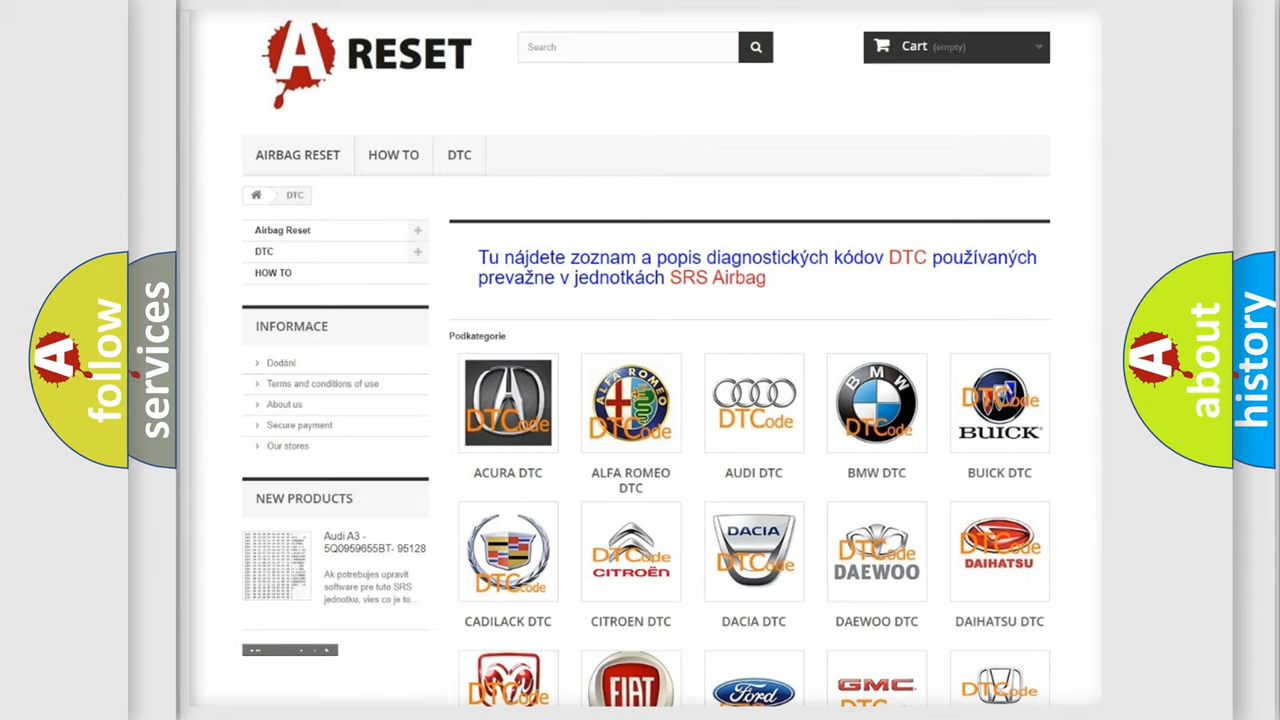 A RESET
Search
Cart (empty)
AIRBAG RESET
HOW TO
DTC
DTC
Airbag Reset
DTC
HOW TO
Tu nájdete zoznam a popis diagnostických kódov DTC používaných
prevažne v jednotkách SRS Airbag
INFORMACE
Dodání
Terms and conditions of use
About us
Secure payment
Our stores
Podkategorie
DTCode
ALFA ROMEO
DTCode
DTCode
BMW
DTCode
DTCode
BUICK
ACURA DTC
ALFA ROMEO
DTC
AUDI DTC
BMW DTC
BUICK DTC
NEW PRODUCTS
Audi A3 -
5Q0959655BT- 95128
Ak potrebujes upravit
software pre tuto SRS
jednotku, vies co je to...
DTCode
DTCode
CITROËN
DACIA
DTCode
DTCode
DAEWOO
DTCode
DAIHATSU
CADILACK DTC
CITROEN DTC
DACIA DTC
DAEWOO DTC
DAIHATSU DTC
DTCode
FIAT
Ford
GMC
DTCode
A follow
services
A about
history